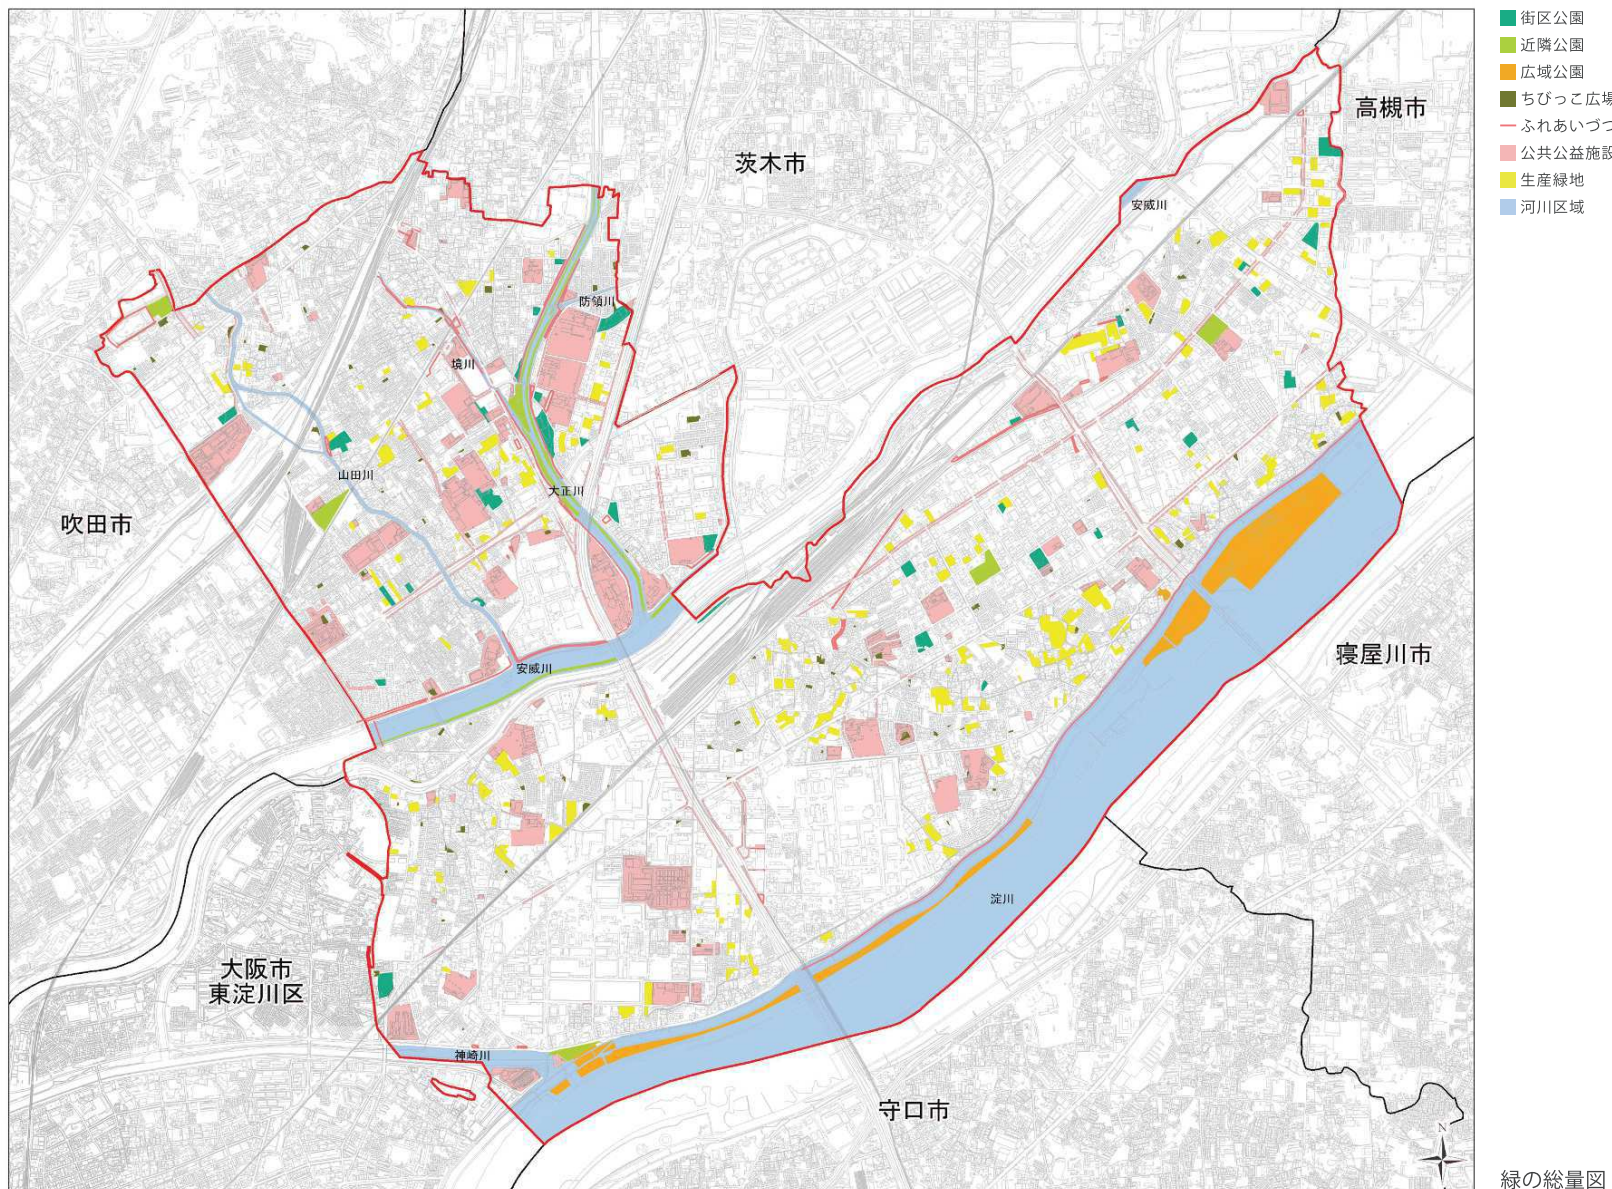 街区公園
近隣公園
広域公園
ちびっこ広場
ふれあいづつ
公共公益施設
生産緑地
河川区域
高槻市
茨木市
安威川
防領川
境川
山田川
大正川
吹田市
寝屋川市
安威川
淀川
大阪市
東淀川区
神崎川
守口市
N
緑の総量図